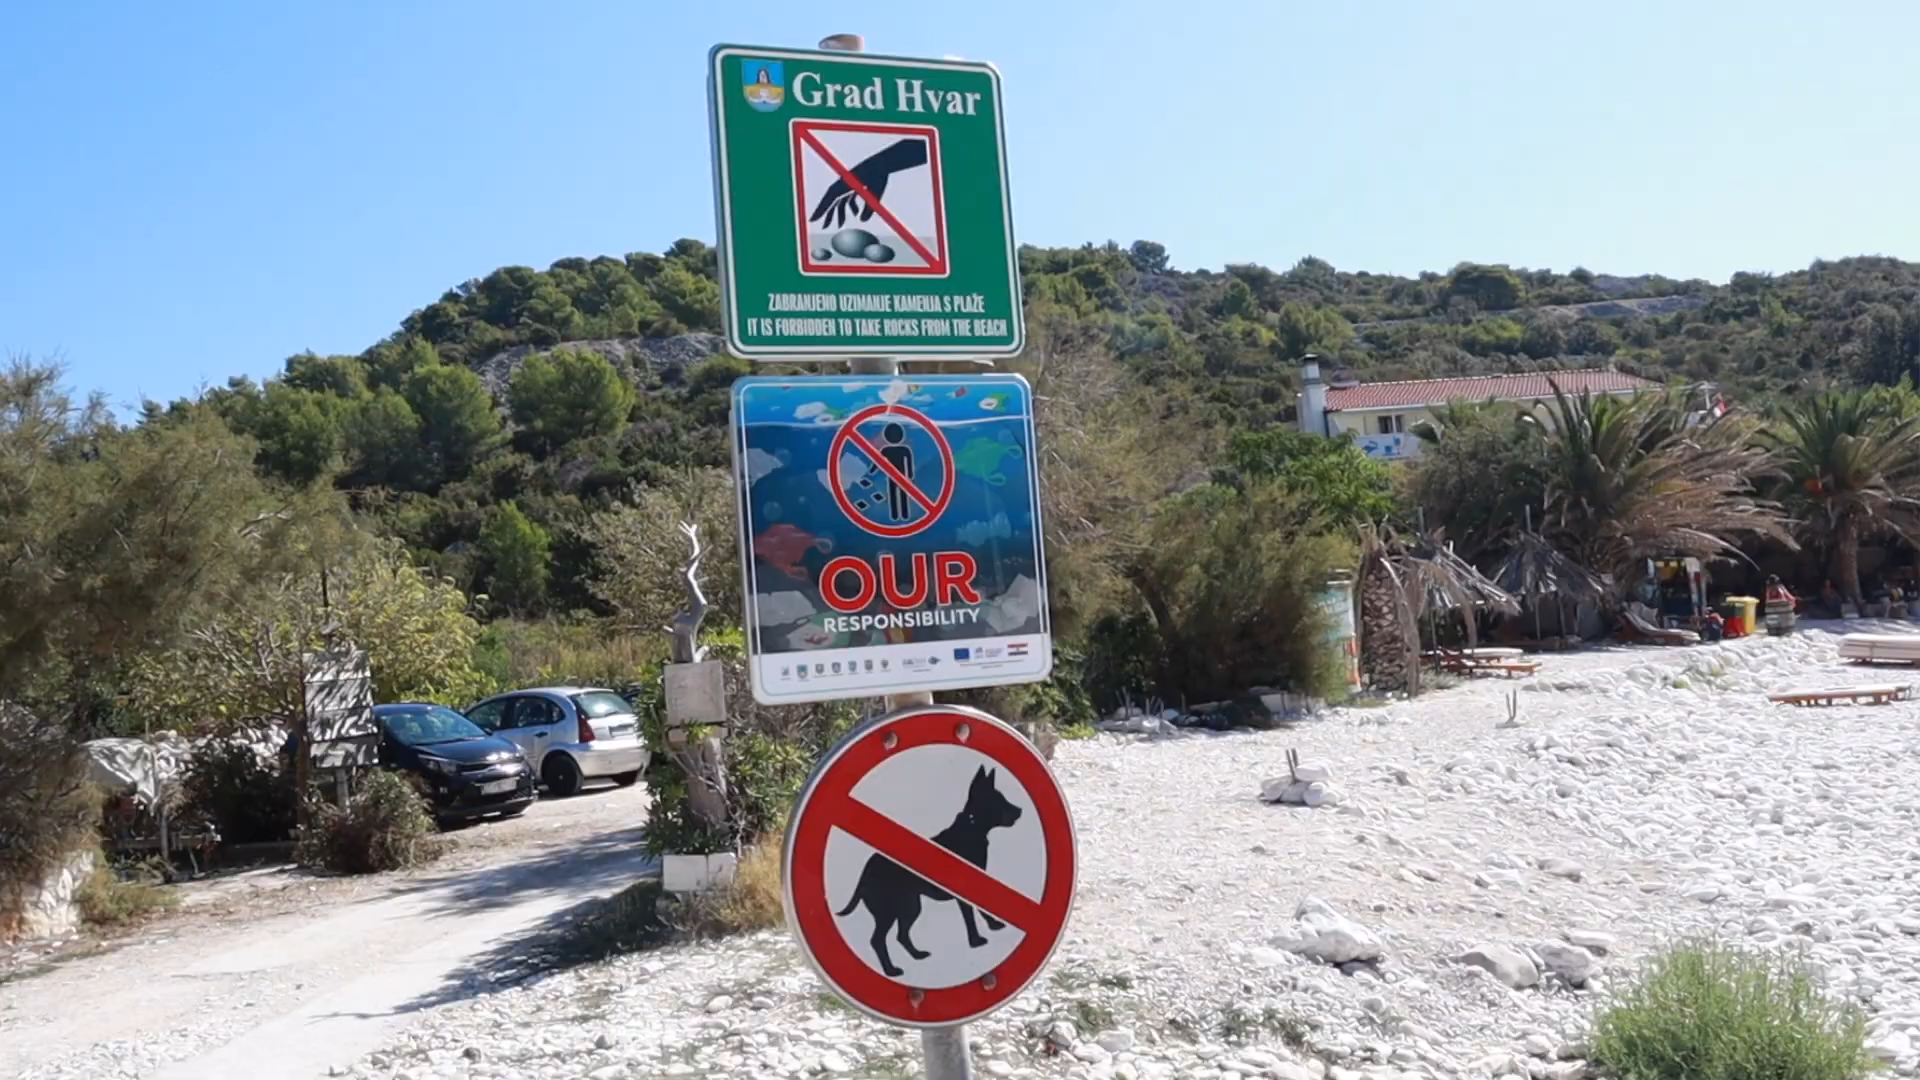 Grad Hvar
ZABRANJENO UZIMANJE KAMENJA S PLAŽE
IT IS FORBIDDEN TO TAKE ROCKS FROM THE BEACH
OUR
RESPONSIBILITY